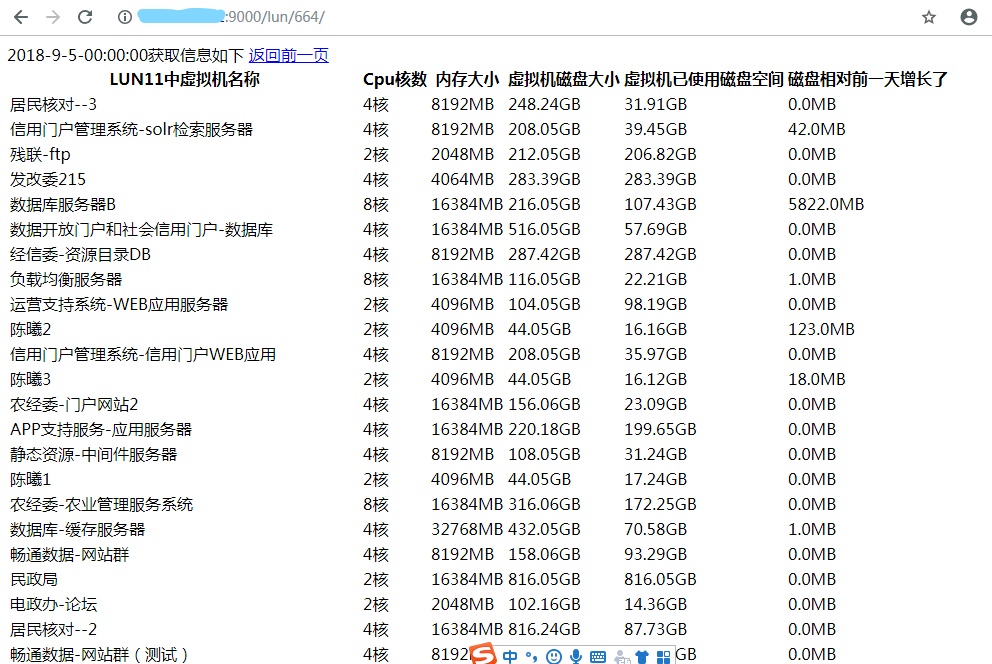 :9000/lun/664/
2018-9-5-00:00:00获取信息如下 返回前一页
LUN11中虚拟机名称 Cpu核数 内存大小 虚拟机磁盘大小 虚拟机已使用磁盘空间 磁盘相对前一天增长了
居民核对--3 4核 8192MB 248.24GB 31.91GB 0.0MB
信用门户管理系统-solr检索服务器 4核 8192MB 208.05GB 39.45GB 42.0MB
残联-ftp 2核 2048MB 212.05GB 206.82GB 0.0MB
发改委215 4核 4064MB 283.39GB 283.39GB 0.0MB
数据库服务器B 8核 16384MB 216.05GB 107.43GB 5822.0MB
数据开放门户和社会信用门户-数据库 4核 16384MB 516.05GB 57.69GB 0.0MB
经信委-资源目录DB 4核 8192MB 287.42GB 287.42GB 0.0MB
负载均衡服务器 8核 16384MB 116.05GB 22.21GB 1.0MB
运营支持系统-WEB应用服务器 2核 4096MB 104.05GB 98.19GB 0.0MB
陈曦2 2核 4096MB 44.05GB 16.16GB 123.0MB
信用门户管理系统-信用门户WEB应用 4核 8192MB 208.05GB 35.97GB 0.0MB
陈曦3 2核 4096MB 44.05GB 16.12GB 18.0MB
农经委-门户网站2 4核 16384MB 156.06GB 23.09GB 0.0MB
APP支持服务-应用服务器 4核 16384MB 220.18GB 199.65GB 0.0MB
静态资源-中间件服务器 4核 8192MB 108.05GB 31.24GB 0.0MB
陈曦1 2核 4096MB 44.05GB 17.24GB 0.0MB
农经委-农业管理服务系统 8核 16384MB 316.06GB 172.25GB 0.0MB
数据库-缓存服务器 4核 32768MB 432.05GB 70.58GB 1.0MB
畅通数据-网站群 4核 8192MB 158.06GB 93.29GB 0.0MB
民政局 2核 16384MB 816.05GB 816.05GB 0.0MB
电政办-论坛 2核 2048MB 102.16GB 14.36GB 0.0MB
居民核对--2 4核 16384MB 816.24GB 87.73GB 0.0MB
畅通数据-网站群（测试） 4核 8192 S 中 GB 0.0MB